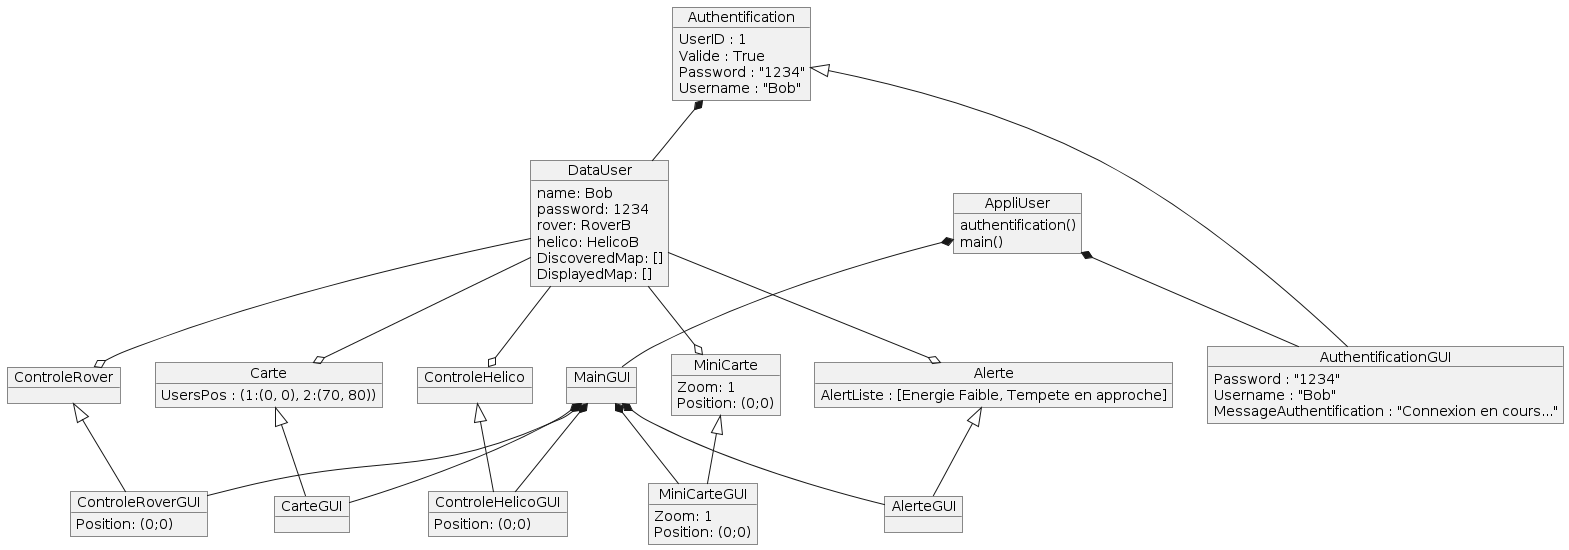 Authentification
UserID : 1
Valide : True
Password : "1234"
Username : "Bob"
DataUser
name: Bob
password: 1234
rover: RoverB
helico: HelicoB
DiscoveredMap: []
DisplayedMap: []
AppliUser
authentification()
main()
ControleRover
Carte
UsersPos : (1:(0, 0), 2:(70, 80))
ControleHelico
MainGUI
MiniCarte
Zoom: 1
Position: (0;0)
Alerte
AlertListe : [Energie Faible, Tempete en approche]
AuthentificationGUI
Password : "1234"
Username : "Bob"
MessageAuthentification : "Connexion en cours..."
ControleRoverGUI
Position: (0;0)
CarteGUI
ControleHelicoGUI
Position: (0;0)
MiniCarteGUI
Zoom: 1
Position: (0;0)
AlerteGUI